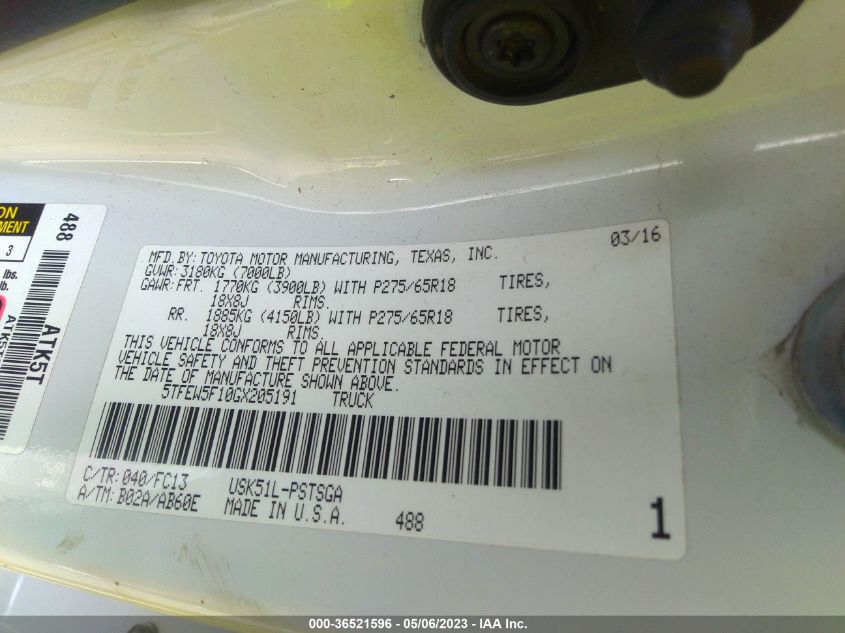 ON
MENT
3
lbs.
488
ATK5T
ATK5T
03/16
MFD.BY:TOYOTA MOTOR MANUFACTURING, TEXAS, INC.
GVWR:3180KG (7000LB)
GAWR:FRT. 1770KG (3900LB) WITH P275/65R18 TIRES,
18X8J RIMS.
RR. 1885KG (4150LB) WITH P275/65R18 TIRES,
18X8J RIMS.
THIS VEHICLE CONFORMS TO ALL APPLICABLE FEDERAL MOTOR
VEHICLE SAFETY AND THEFT PREVENTION STANDARDS IN EFFECT ON
THE DATE OF MANUFACTURE SHOWN ABOVE.
5TFEW5F10GX205191 TRUCK
C/TR:040/FC13 USK51L-PSTSGA
A/TM:B02A/AB60E MADE IN U.S.A. 488
1
000-36521596 - 05/06/2023 - IAA Inc.